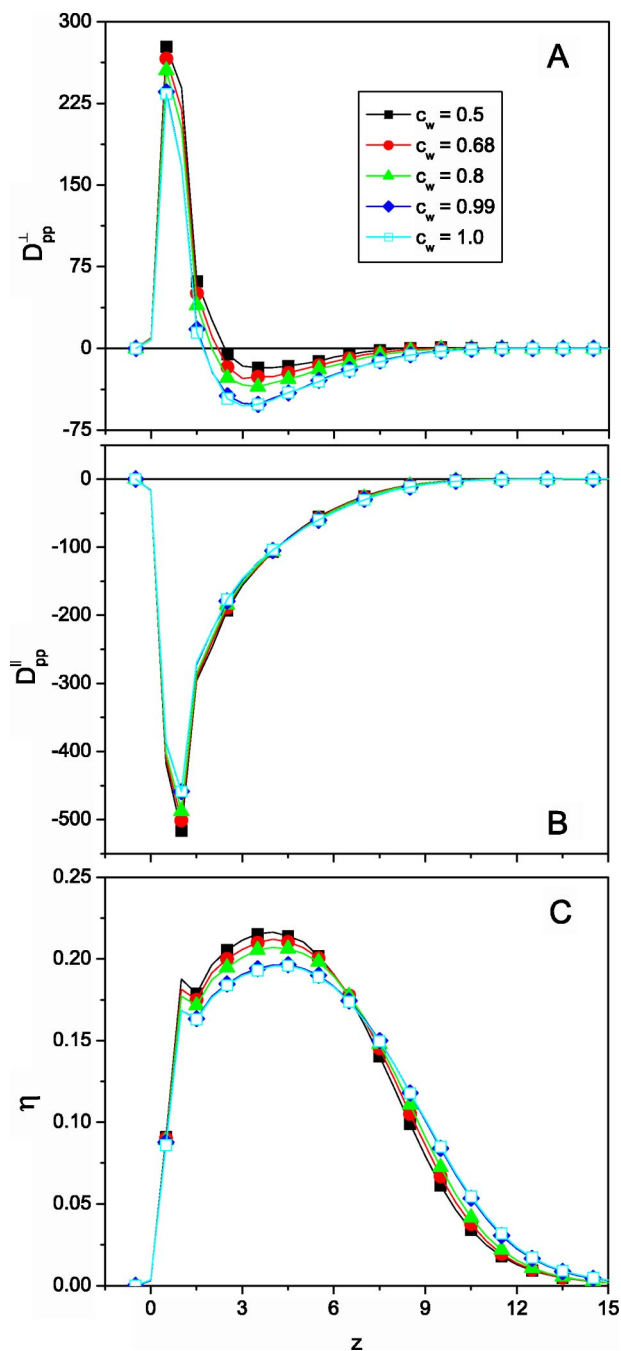 300
225
150
75
0
-75
D⊥pp
A
c_w = 0.5
c_w = 0.68
c_w = 0.8
c_w = 0.99
c_w = 1.0
0
-100
-200
-300
-400
-500
D||pp
B
0.25
0.20
0.15
0.10
0.05
0.00
η
C
0 3 6 9 12 15
z